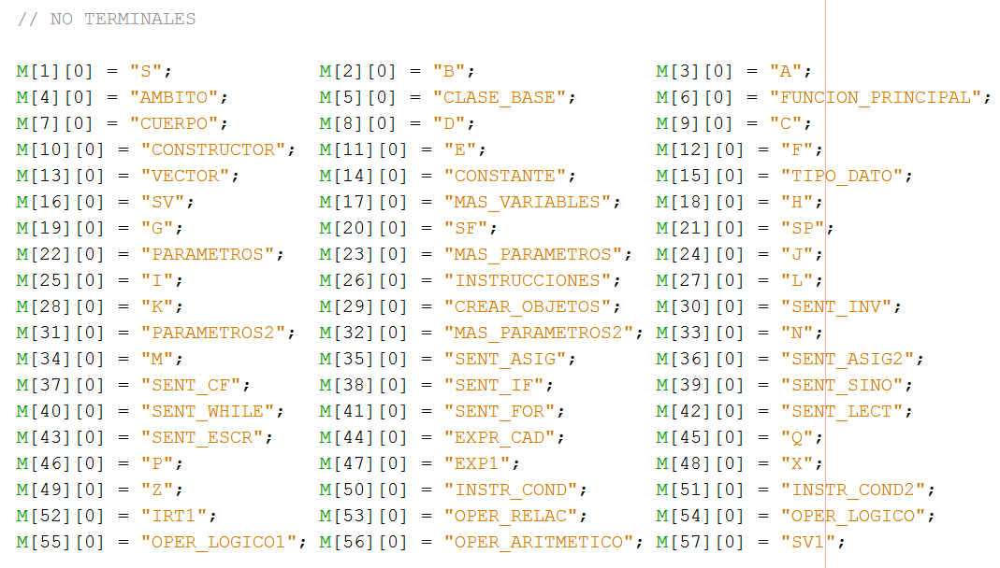 // NO TERMINALES
M[1][0] = "S"; M[2][0] = "B"; M[3][0] = "A";
M[4][0] = "AMBITO"; M[5][0] = "CLASE_BASE"; M[6][0] = "FUNCION_PRINCIPAL";
M[7][0] = "CUERPO"; M[8][0] = "D"; M[9][0] = "C";
M[10][0] = "CONSTRUCTOR"; M[11][0] = "E"; M[12][0] = "F";
M[13][0] = "VECTOR"; M[14][0] = "CONSTANTE"; M[15][0] = "TIPO_DATO";
M[16][0] = "SV"; M[17][0] = "MAS_VARIABLES"; M[18][0] = "H";
M[19][0] = "G"; M[20][0] = "SF"; M[21][0] = "SP";
M[22][0] = "PARAMETROS"; M[23][0] = "MAS_PARAMETROS"; M[24][0] = "J";
M[25][0] = "I"; M[26][0] = "INSTRUCCIONES"; M[27][0] = "L";
M[28][0] = "K"; M[29][0] = "CREAR_OBJETOS"; M[30][0] = "SENT_INV";
M[31][0] = "PARAMETROS2"; M[32][0] = "MAS_PARAMETROS2"; M[33][0] = "N";
M[34][0] = "M"; M[35][0] = "SENT_ASIG"; M[36][0] = "SENT_ASIG2";
M[37][0] = "SENT_CF"; M[38][0] = "SENT_IF"; M[39][0] = "SENT_SINO";
M[40][0] = "SENT_WHILE"; M[41][0] = "SENT_FOR"; M[42][0] = "SENT_LECT";
M[43][0] = "SENT_ESCR"; M[44][0] = "EXPR_CAD"; M[45][0] = "Q";
M[46][0] = "P"; M[47][0] = "EXP1"; M[48][0] = "X";
M[49][0] = "Z"; M[50][0] = "INSTR_COND"; M[51][0] = "INSTR_COND2";
M[52][0] = "IRT1"; M[53][0] = "OPER_RELAC"; M[54][0] = "OPER_LOGICO";
M[55][0] = "OPER_LOGICO1"; M[56][0] = "OPER_ARITMETICO"; M[57][0] = "SV1";